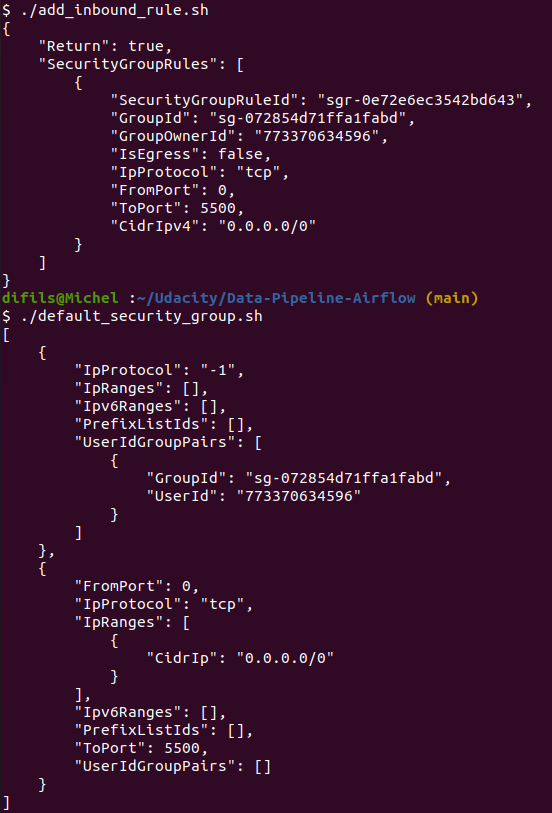 $ ./add_inbound_rule.sh
{
    "Return": true,
    "SecurityGroupRules": [
        {
            "SecurityGroupRuleId": "sgr-0e72e6ec3542bd643",
            "GroupId": "sg-072854d71ffa1fabd",
            "GroupOwnerId": "773370634596",
            "IsEgress": false,
            "IpProtocol": "tcp",
            "FromPort": 0,
            "ToPort": 5500,
            "CidrIpv4": "0.0.0.0/0"
        }
    ]
}
difils@Michel :~/Udacity/Data-Pipeline-Airflow (main)
$ ./default_security_group.sh
[
    {
        "IpProtocol": "-1",
        "IpRanges": [],
        "Ipv6Ranges": [],
        "PrefixListIds": [],
        "UserIdGroupPairs": [
            {
                "GroupId": "sg-072854d71ffa1fabd",
                "UserId": "773370634596"
            }
        ]
    },
    {
        "FromPort": 0,
        "IpProtocol": "tcp",
        "IpRanges": [
            {
                "CidrIp": "0.0.0.0/0"
            }
        ],
        "Ipv6Ranges": [],
        "PrefixListIds": [],
        "ToPort": 5500,
        "UserIdGroupPairs": []
    }
]